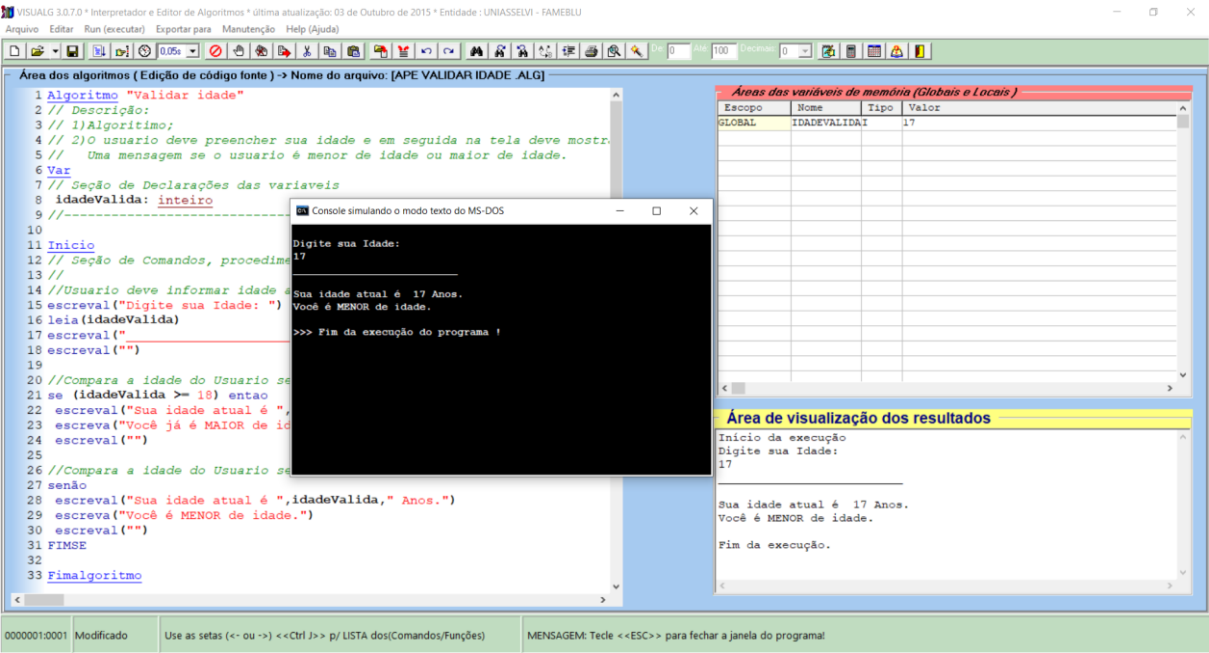 VISUALG 3.0.7.0 * Interpretador e Editor de Algoritmos * última atualização: 03 de Outubro de 2015 * Entidade : UNIASSELVI - FAMEBLU
Arquivo Editar Run (executar) Exportar para Manutenção Help (Ajuda)
0,05s De: 0 Até: 100 Decimais: 0
Área dos algoritmos ( Edição de código fonte ) -> Nome do arquivo: [APE VALIDAR IDADE .ALG]
1 Algoritmo "Validar idade"
2 // Descrição:
3 // 1)Algoritimo;
4 // 2)O usuario deve preencher sua idade e em seguida na tela deve mostr
5 // Uma mensagem se o usuario é menor de idade ou maior de idade.
6 Var
7 // Seção de Declarações das variaveis
8 idadeValida: inteiro
9 //-----------------------------
10
11 Inicio
12 // Seção de Comandos, procedime
13 //
14 //Usuario deve informar idade a
15 escreval("Digite sua Idade: ")
16 leia(idadeValida)
17 escreval("_____________________
18 escreval("")
19
20 //Compara a idade do Usuario se
21 se (idadeValida >= 18) entao
22 escreval("Sua idade atual é ",
23 escreva("Você já é MAIOR de id
24 escreval("")
25
26 //Compara a idade do Usuario se
27 senão
28 escreval("Sua idade atual é ",idadeValida," Anos.")
29 escreva("Você é MENOR de idade.")
30 escreval("")
31 FIMSE
32
33 Fimalgoritmo
Console simulando o modo texto do MS-DOS
Digite sua Idade:
17
_______________________
Sua idade atual é 17 Anos.
Você é MENOR de idade.
>>> Fim da execução do programa !
Áreas das variáveis de memória (Globais e Locais )
Escopo Nome Tipo Valor
GLOBAL IDADEVALIDA I 17
Área de visualização dos resultados
Início da execução
Digite sua Idade:
17
_______________________
Sua idade atual é 17 Anos.
Você é MENOR de idade.
Fim da execução.
0000001:0001 Modificado Use as setas (<- ou ->) <<Ctrl J>> p/ LISTA dos(Comandos/Funções) MENSAGEM: Tecle <<ESC>> para fechar a janela do programa!